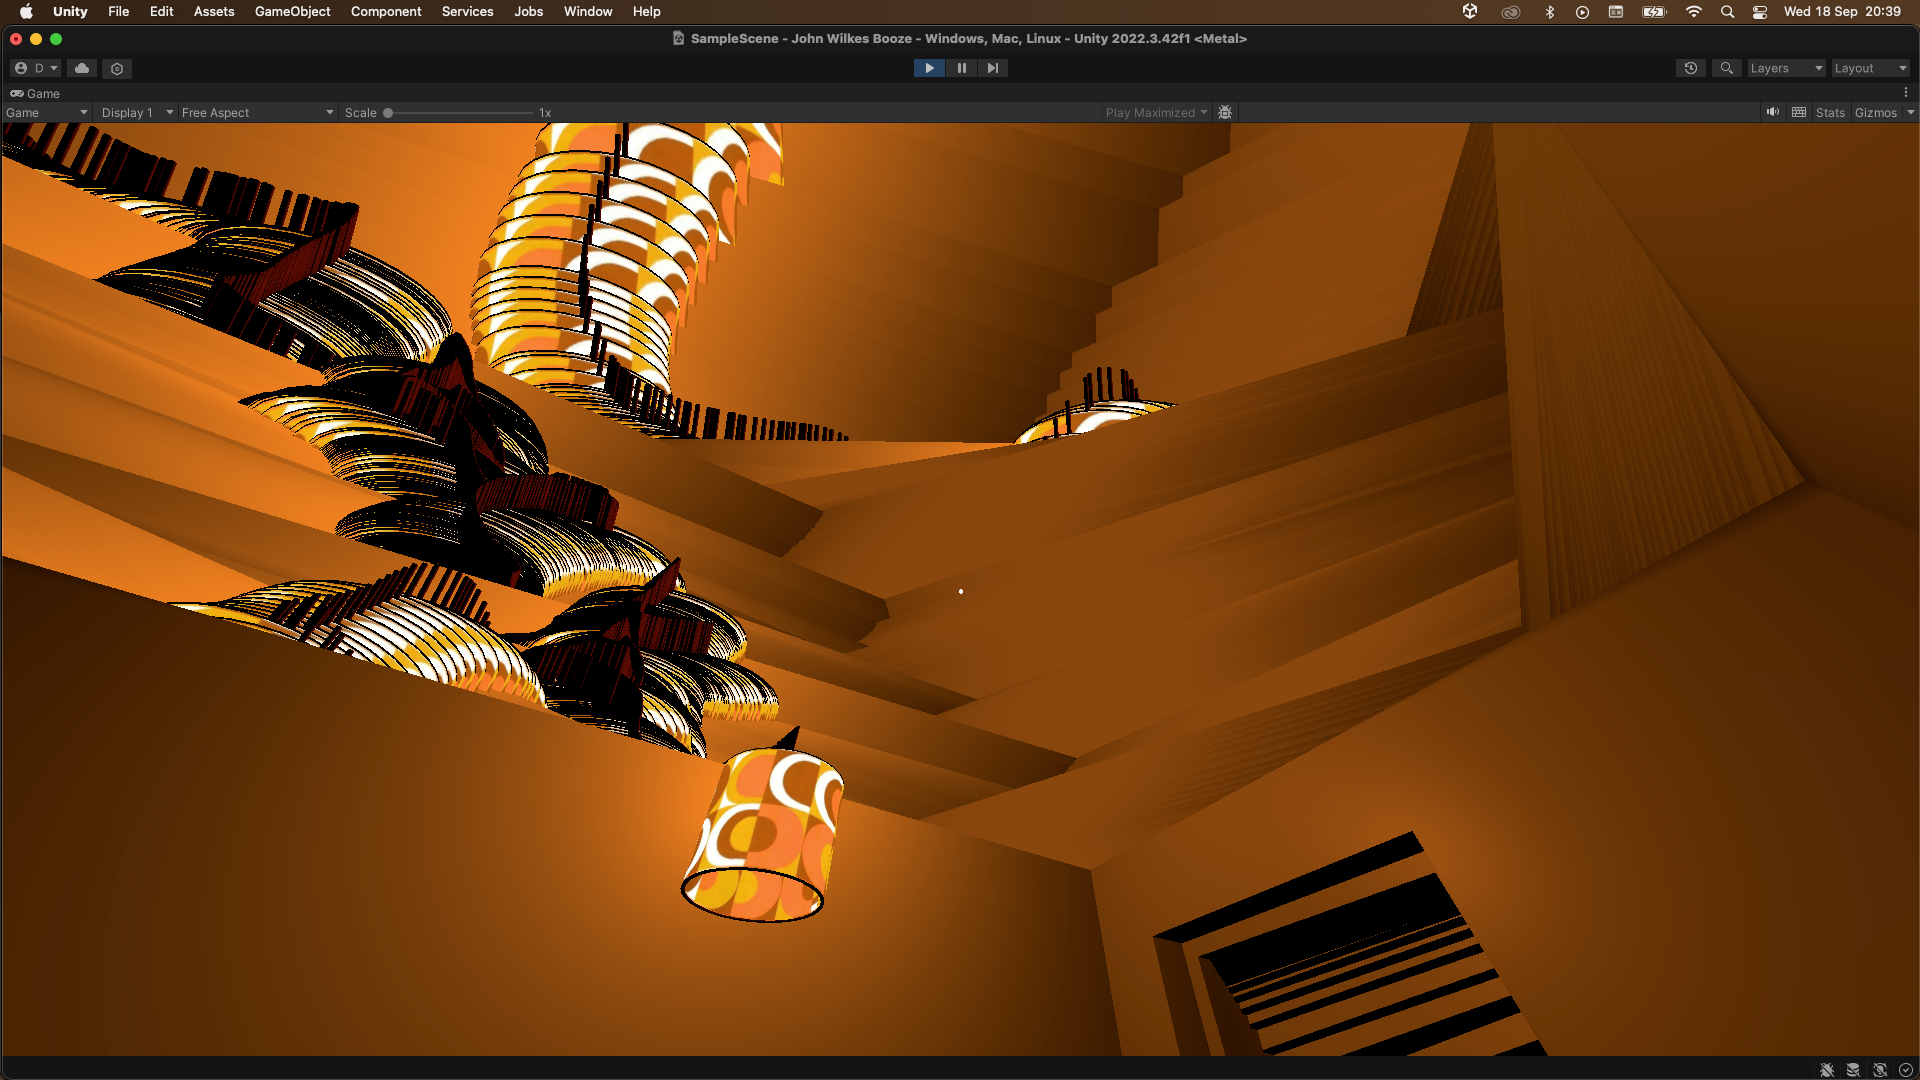 Unity File Edit Assets GameObject Component Services Jobs Window Help Wed 18 Sep 20:39
SampleScene - John Wilkes Booze - Windows, Mac, Linux - Unity 2022.3.42f1 <Metal>
D Layers Layout
Game
Game Display 1 Free Aspect Scale 1x Play Maximized Stats Gizmos